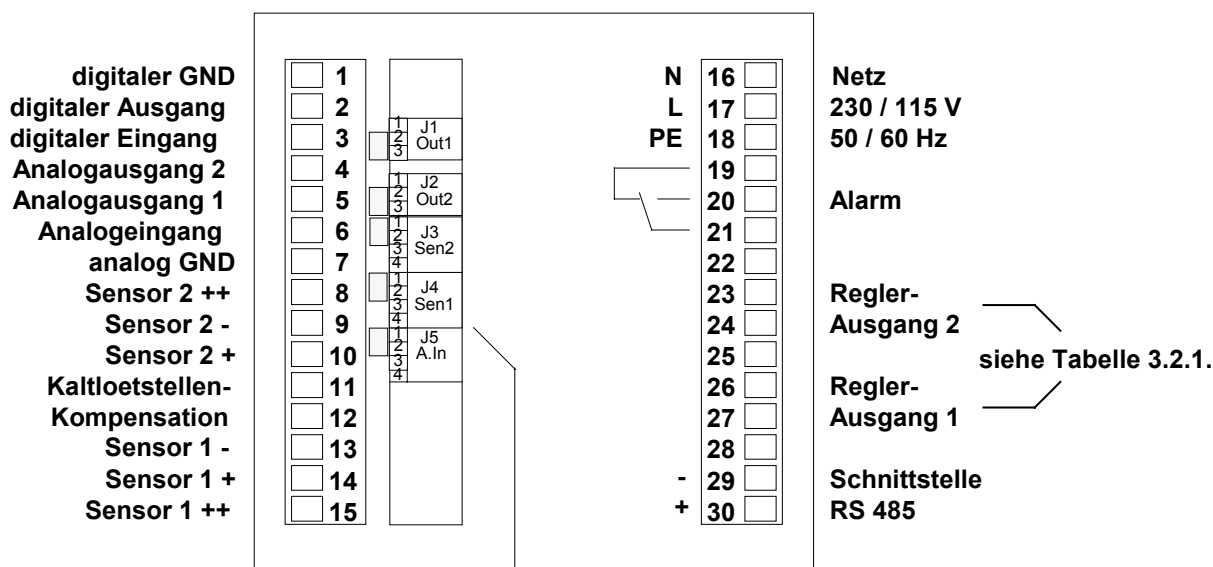 digitaler GND 1 N 16 Netz
digitaler Ausgang 2 L 17 230 / 115 V
digitaler Eingang 3 1 2 3 J1 Out1 PE 18 50 / 60 Hz
Analogausgang 2 4 19
Analogausgang 1 5 1 2 3 J2 Out2 20 Alarm
Analogeingang 6 1 2 3 4 J3 Sen2 21
analog GND 7 22
Sensor 2 ++ 8 1 2 3 4 J4 Sen1 23 Regler-
Sensor 2 - 9 24 Ausgang 2
Sensor 2 + 10 1 2 3 4 J5 A.In 25 siehe Tabelle 3.2.1.
Kaltloetstellen- 11 26 Regler-
Kompensation 12 27 Ausgang 1
Sensor 1 - 13 28
Sensor 1 + 14 - 29 Schnittstelle
Sensor 1 ++ 15 + 30 RS 485